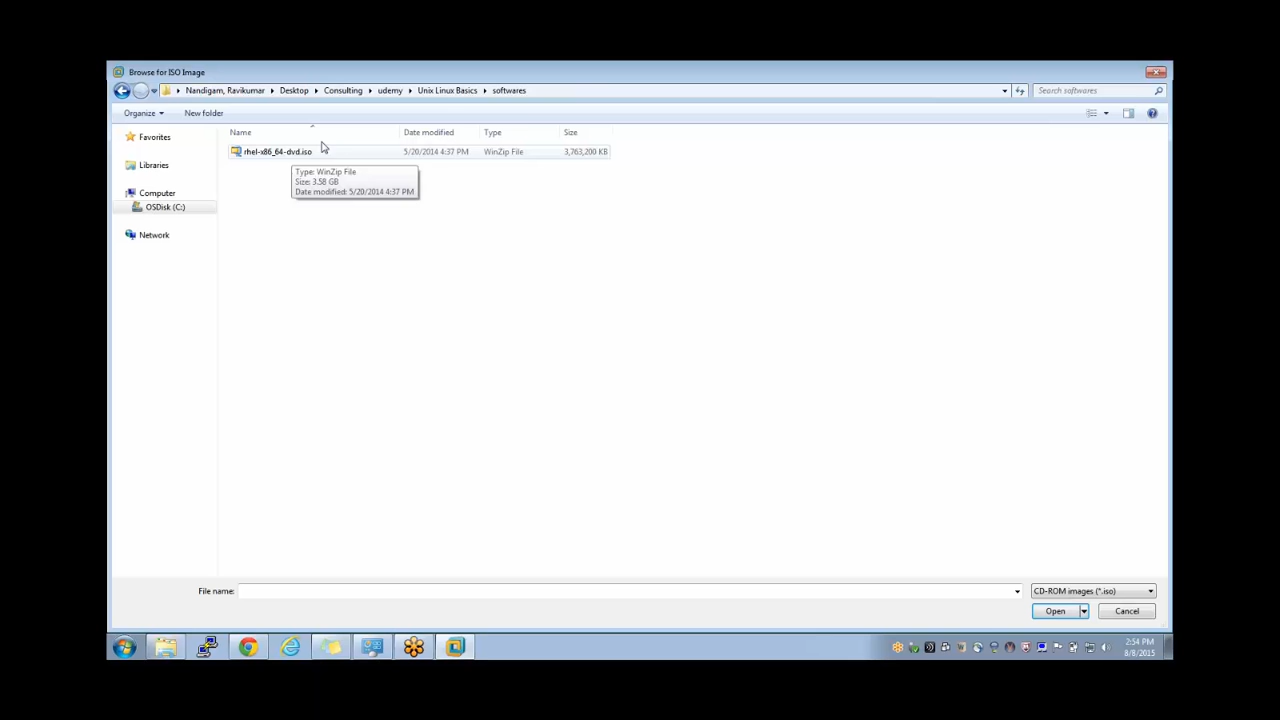 Browse for ISO Image
Nandigam, Ravikumar Desktop Consulting udemy Unix Linux Basics softwares Search softwares
Organize New folder
Name Date modified Type Size
rhel-x86_64-dvd.iso 5/20/2014 4:37 PM WinZip File 3,763,200 KB
Type: WinZip File
Size: 3.58 GB
Date modified: 5/20/2014 4:37 PM
Favorites
Libraries
Computer
OSDisk (C:)
Network
File name: CD-ROM images (*.iso)
Open Cancel
2:54 PM
8/8/2015